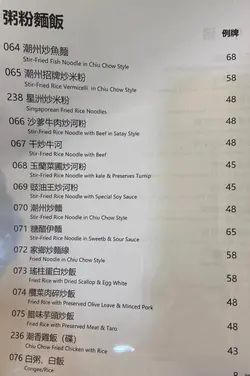 粥粉麵飯
例牌
064 潮州炒魚麵 68
Stir-Fried Fish Noodle in Chiu Chow Style
065 潮州招牌炒米粉 58
Stir-Fried Rice Vermicelli in Chiu Chow Style
238 星洲炒米粉 48
Singaporean Fried Rice Noodles
066 沙爹牛肉炒河粉 48
Stir-Fried Rice Noodle with Beef in Satay Style
067 干炒牛河 48
Stir-Fried Rice Noodle with Beef
068 玉蘭菜圃炒河粉 45
Stir-Fried Rice Noodle with kale & Preserves Turnip
069 豉油王炒河粉 45
Stir-Fried Rice Noodle with Special Soy Sauce
070 潮州炒麵 48
Stir-Fried Rice Noodle in Chiu Chow Style
071 糖醋伊麵 65
Stir-Fried Rice Noodle in Sweetb & Sour Sauce
072 家鄉炒麵線 58
Fried Noodle in Chiu Chow Style
073 瑤柱蛋白炒飯 58
Fried Rice with Dried Scallop & Egg White
074 欖菜肉碎炒飯 48
Fried Rice with Preserved Olive Leave & Minced Pork
075 腊味芋頭炒飯 48
Fried Rice with Preserved Meat & Taru
236 潮香雞飯（碟） 43
Chiu Chow Fried Chicken with Rice
076 白粥、白飯 8
Congee/Rice